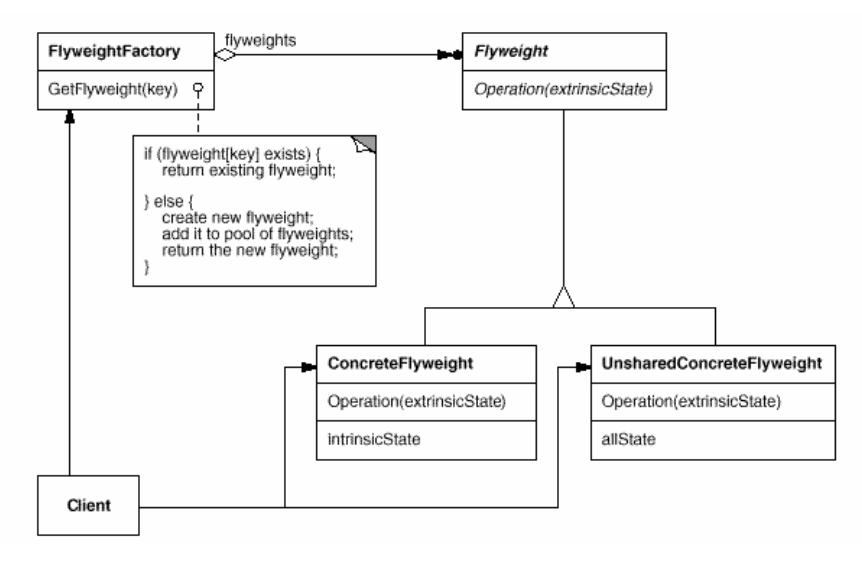 FlyweightFactory
GetFlyweight(key)
flyweights
Flyweight
Operation(extrinsicState)
if (flyweight[key] exists) {
return existing flyweight;
} else {
create new flyweight;
add it to pool of flyweights;
return the new flyweight;
}
ConcreteFlyweight
Operation(extrinsicState)
intrinsicState
UnsharedConcreteFlyweight
Operation(extrinsicState)
allState
Client